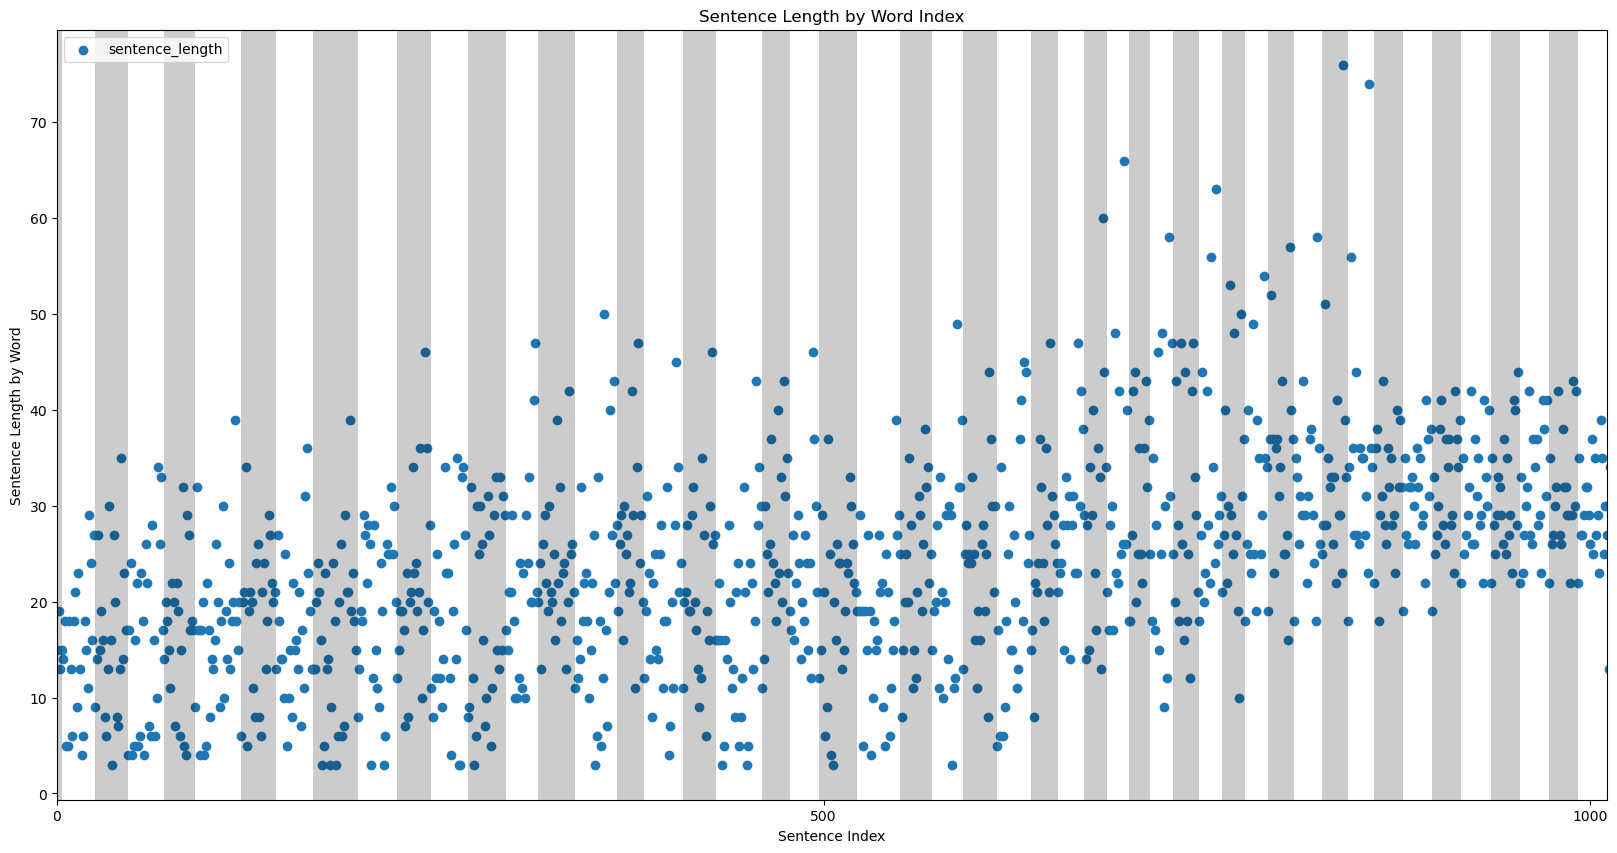 Sentence Length by Word Index
sentence_length
70
60
50
40
30
20
10
0
Sentence Length by Word
0 500 1000
Sentence Index